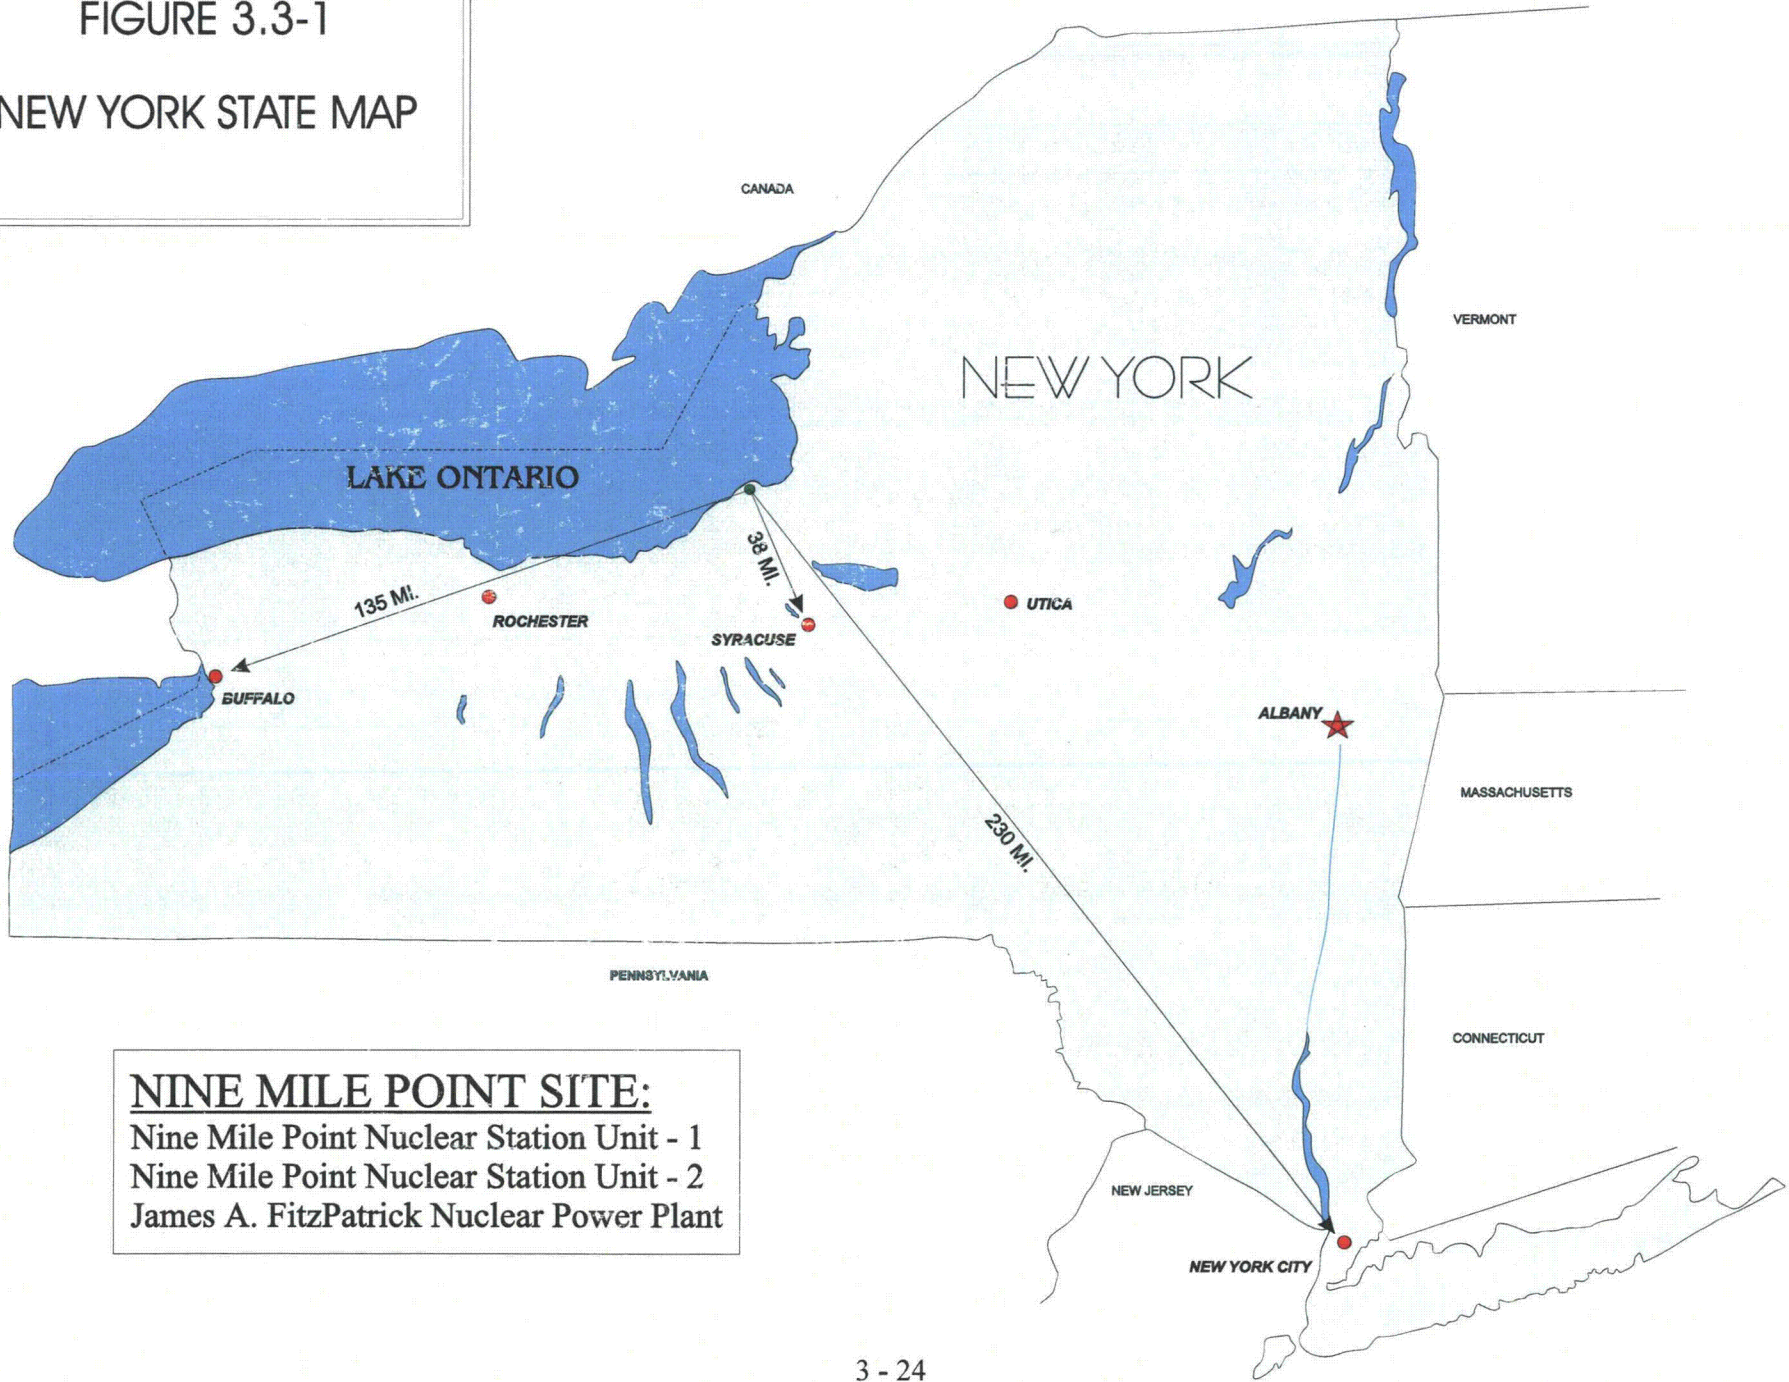 FIGURE 3.3-1
NEW YORK STATE MAP
CANADA
VERMONT
NEW YORK
LAKE ONTARIO
38 MI.
135 MI.
ROCHESTER
SYRACUSE
UTICA
BUFFALO
ALBANY
MASSACHUSETTS
230 MI.
PENNSYLVANIA
CONNECTICUT
NINE MILE POINT SITE:
Nine Mile Point Nuclear Station Unit - 1
Nine Mile Point Nuclear Station Unit - 2
James A. FitzPatrick Nuclear Power Plant
NEW JERSEY
NEW YORK CITY
3 - 24